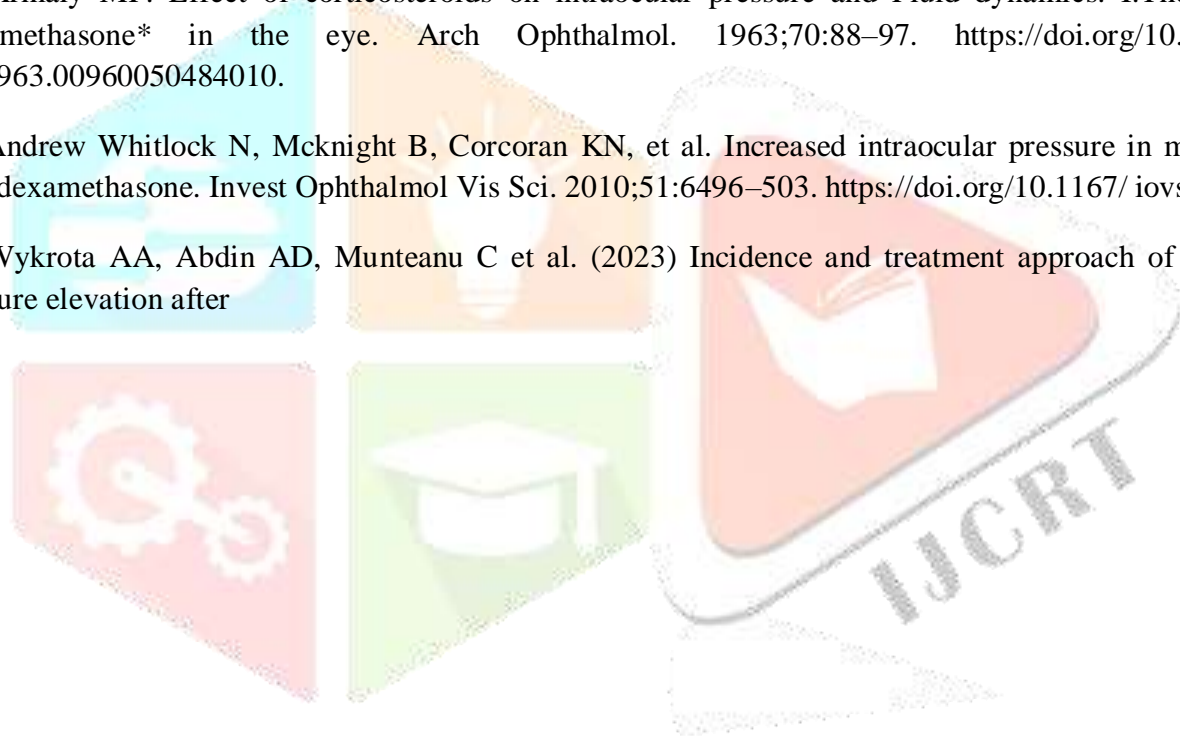 MF. Effect of corticosteroids on intraocular pressure and Fluid dynamics.
methasone* in the eye. Arch Ophthalmol. 1963;70:88–97. https://doi.org/10.
963.00960050484010.
Andrew Whitlock N, Mcknight B, Corcoran KN, et al. Increased intraocular pressure in m
dexamethasone. Invest Ophthalmol Vis Sci. 2010;51:6496–503. https://doi.org/10.1167/ iovs
Wykrota AA, Abdin AD, Munteanu C et al. (2023) Incidence and treatment approach of
ure elevation after
IJCRT